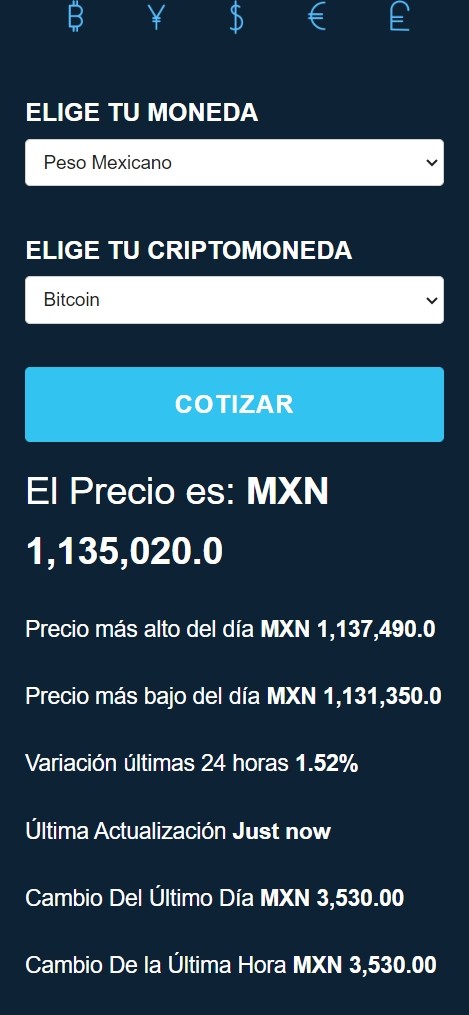 ELIGE TU MONEDA
Peso Mexicano
ELIGE TU CRIPTOMONEDA
Bitcoin
COTIZAR
El Precio es: MXN
1,135,020.0
Precio más alto del día MXN 1,137,490.0
Precio más bajo del día MXN 1,131,350.0
Variación últimas 24 horas 1.52%
Última Actualización Just now
Cambio Del Último Día MXN 3,530.00
Cambio De la Última Hora MXN 3,530.00